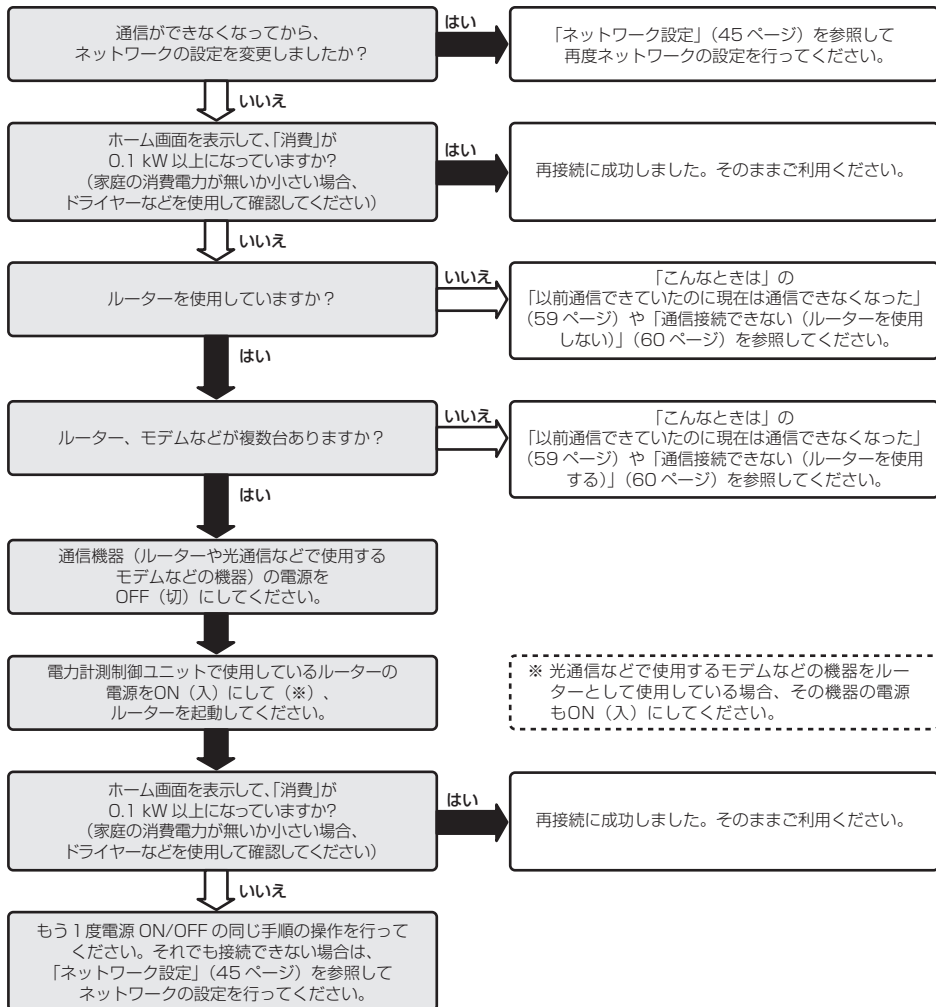 通信ができなくなってから、
ネットワークの設定を変更しましたか？
はい
「ネットワーク設定」（45 ページ）を参照して
再度ネットワークの設定を行ってください。
いいえ
ホーム画面を表示して、「消費」が
0.1 kW 以上になっていますか?
（家庭の消費電力が無いか小さい場合、
ドライヤーなどを使用して確認してください）
はい
再接続に成功しました。そのままご利用ください。
いいえ
ルーターを使用していますか？
いいえ
「こんなときは」の
「以前通信できていたのに現在は通信できなくなった」
（59 ページ）や「通信接続できない（ルーターを使用
しない）」（60 ページ）を参照してください。
はい
ルーター、モデムなどが複数台ありますか？
いいえ
「こんなときは」の
「以前通信できていたのに現在は通信できなくなった」
（59 ページ）や「通信接続できない（ルーターを使用
する）」（60 ページ）を参照してください。
はい
通信機器（ルーターや光通信などで使用する
モデムなどの機器）の電源を
OFF（切）にしてください。
電力計測制御ユニットで使用しているルーターの
電源をON（入）にして（※）、
ルーターを起動してください。
※ 光通信などで使用するモデムなどの機器をルー
ターとして使用している場合、その機器の電源
もON（入）にしてください。
ホーム画面を表示して、「消費」が
0.1 kW 以上になっていますか?
（家庭の消費電力が無いか小さい場合、
ドライヤーなどを使用して確認してください）
はい
再接続に成功しました。そのままご利用ください。
いいえ
もう 1 度電源 ON/OFF の同じ手順の操作を行って
ください。それでも接続できない場合は、
「ネットワーク設定」（45 ページ）を参照して
ネットワークの設定を行ってください。